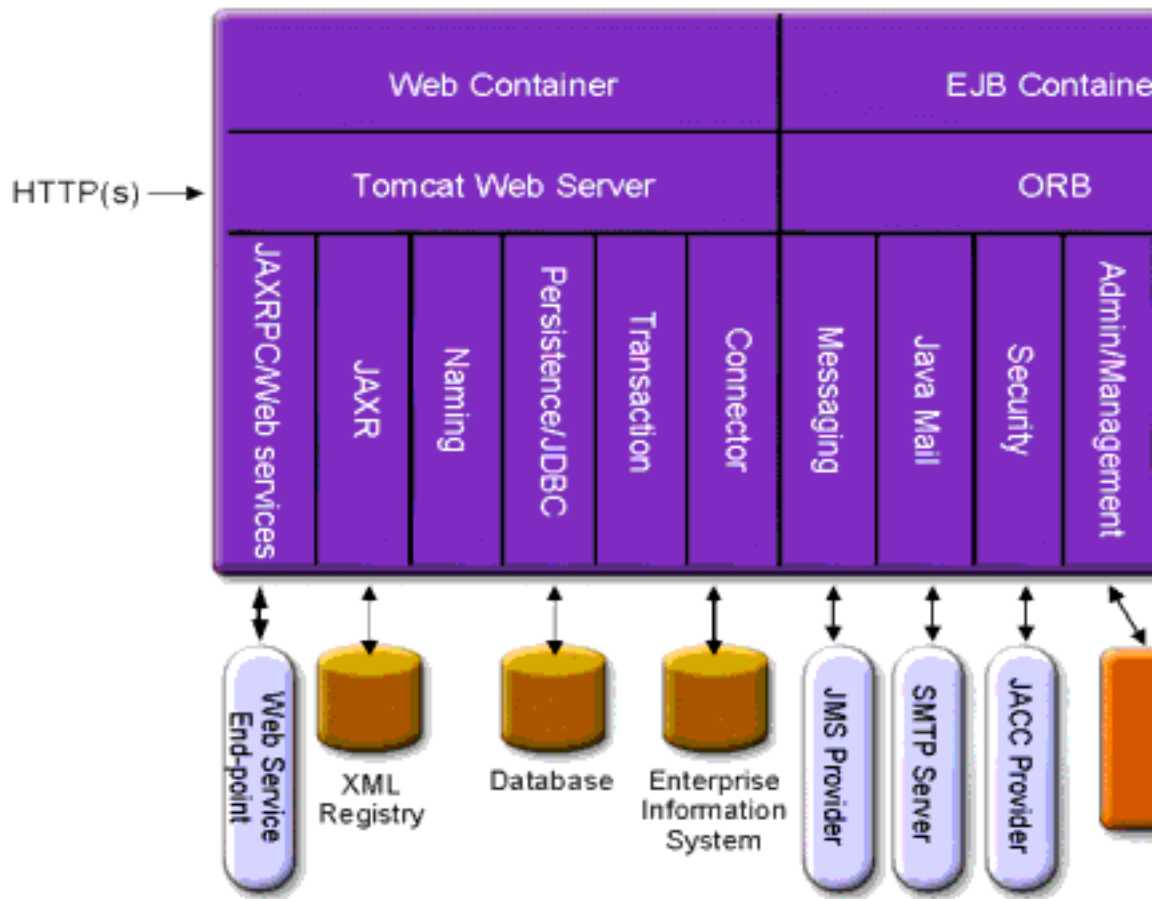 Web Container
EJB Containe
HTTP(s)
Tomcat Web Server
ORB
JAXRPC/Web services
JAXR
Naming
Persistence/JDBC
Transaction
Connector
Messaging
Java Mail
Security
Admin/Management
Web Service
End-point
XML
Registry
Database
Enterprise
Information
System
JMS Provider
SMTP Server
JACC Provider